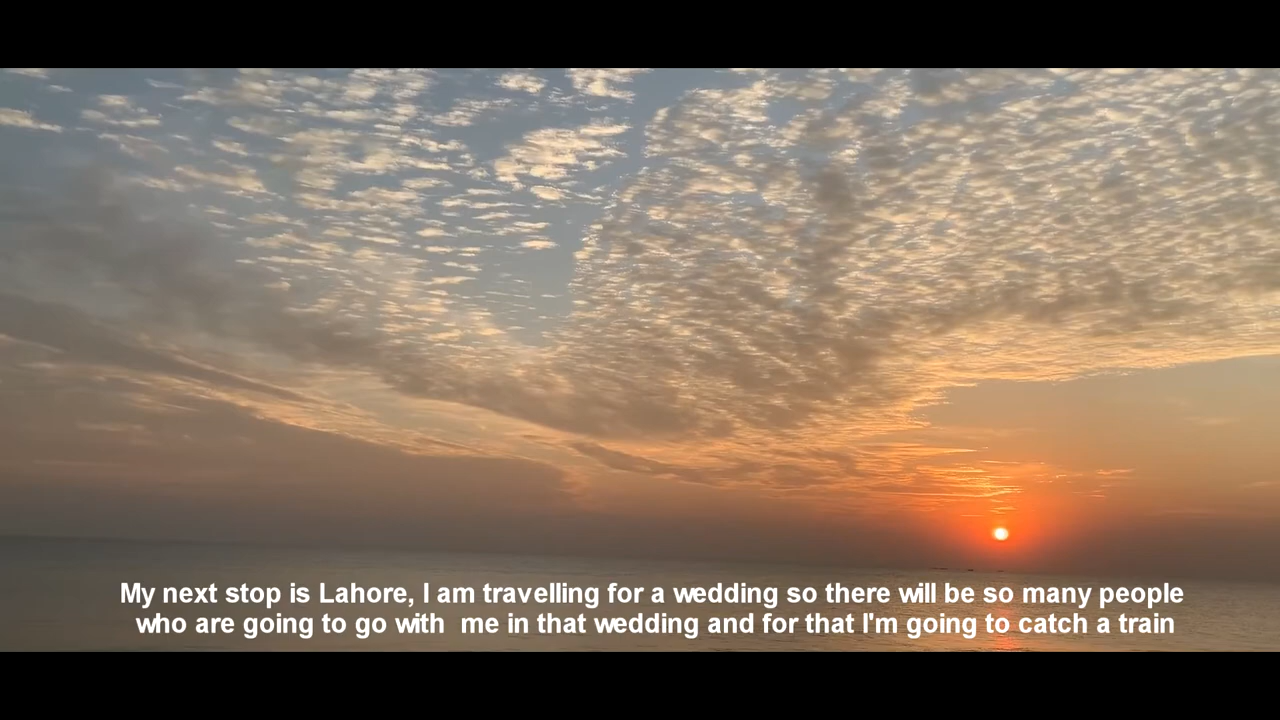 My next stop is Lahore, I am travelling for a wedding so there will be so many people
who are going to go with  me in that wedding and for that I'm going to catch a train